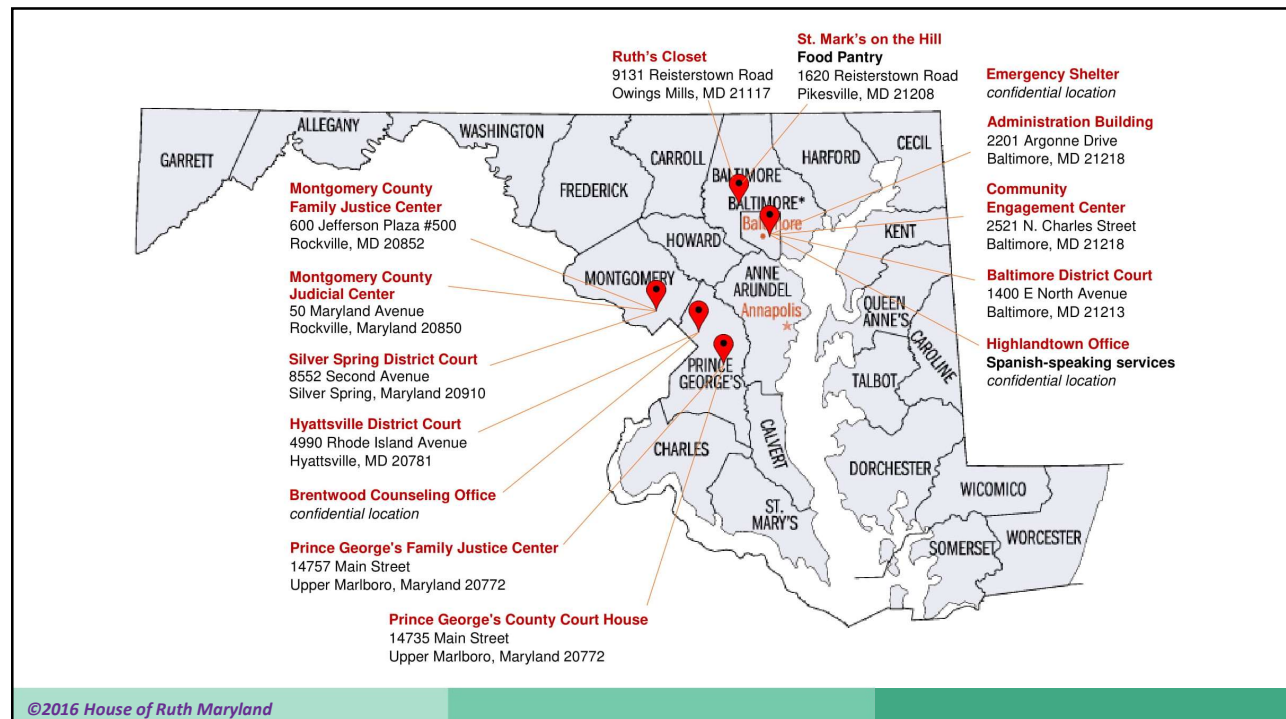 Ruth's Closet
9131 Reisterstown Road
Owings Mills, MD 21117
St. Mark's on the Hill
Food Pantry
1620 Reisterstown Road
Pikesville, MD 21208
Emergency Shelter
confidential location
Administration Building
2201 Argonne Drive
Baltimore, MD 21218
Community
Engagement Center
2521 N. Charles Street
Baltimore, MD 21218
Baltimore District Court
1400 E North Avenue
Baltimore, MD 21213
Highlandtown Office
Spanish-speaking services
confidential location
Montgomery County
Family Justice Center
600 Jefferson Plaza #500
Rockville, MD 20852
Montgomery County
Judicial Center
50 Maryland Avenue
Rockville, Maryland 20850
Silver Spring District Court
8552 Second Avenue
Silver Spring, Maryland 20910
Hyattsville District Court
4990 Rhode Island Avenue
Hyattsville, MD 20781
Brentwood Counseling Office
confidential location
Prince George's Family Justice Center
14757 Main Street
Upper Marlboro, Maryland 20772
Prince George's County Court House
14735 Main Street
Upper Marlboro, Maryland 20772
GARRETT
ALLEGANY
WASHINGTON
FREDERICK
CARROLL
BALTIMORE
BALTIMORE*
Baltimore
HARFORD
CECIL
KENT
HOWARD
MONTGOMERY
ANNE
ARUNDEL
Annapolis
QUEEN
ANNE'S
CAROLINE
TALBOT
PRINCE
GEORGE'S
CHARLES
CALVERT
ST.
MARY'S
DORCHESTER
WICOMICO
SOMERSET
WORCESTER
©2016 House of Ruth Maryland